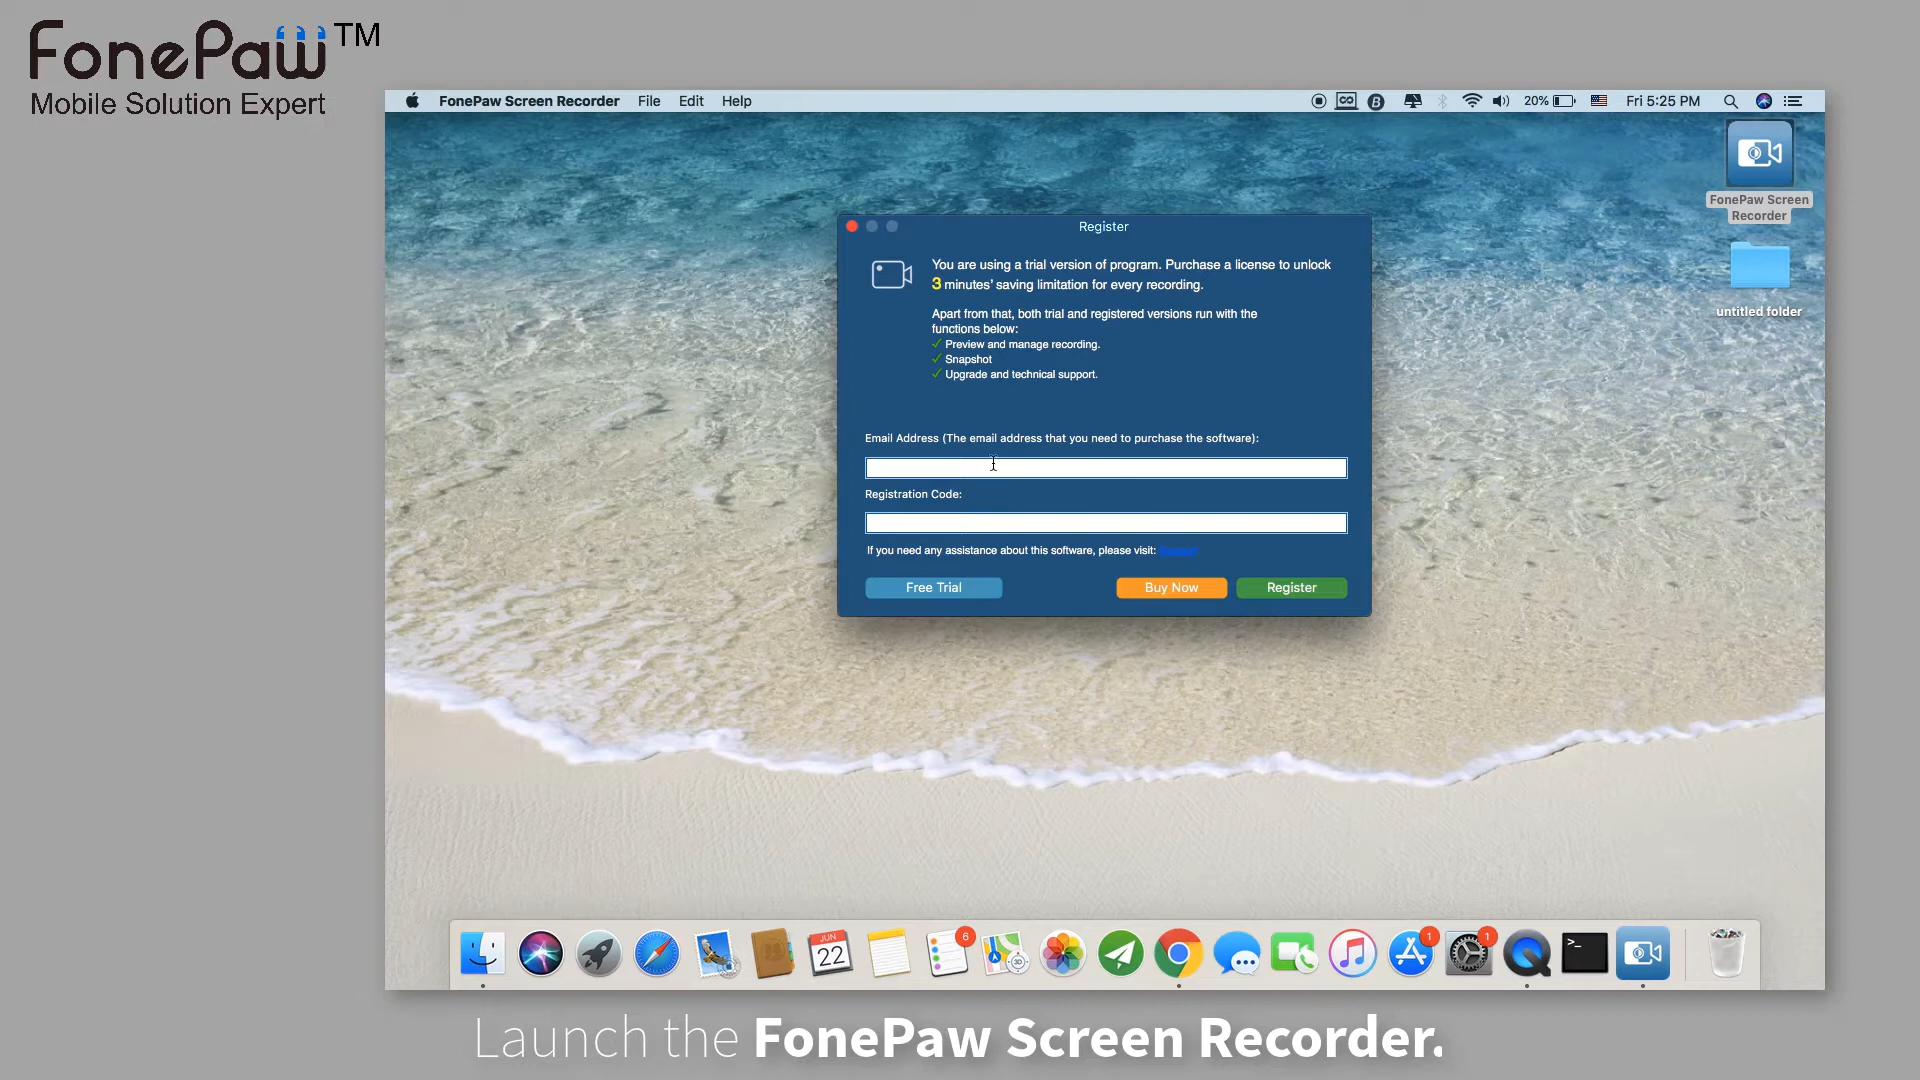 FonePaw TM
Mobile Solution Expert
FonePaw Screen Recorder File Edit Help
20% Fri 5:25 PM
FonePaw Screen
Recorder
untitled folder
Register
You are using a trial version of program. Purchase a license to unlock
3 minutes' saving limitation for every recording.
Apart from that, both trial and registered versions run with the
functions below:
✓ Preview and manage recording.
✓ Snapshot
✓ Upgrade and technical support.
Email Address (The email address that you need to purchase the software):
Registration Code:
If you need any assistance about this software, please visit:
Free Trial Buy Now Register
JUN
22
6
3D
1
1
>_
Launch the FonePaw Screen Recorder.